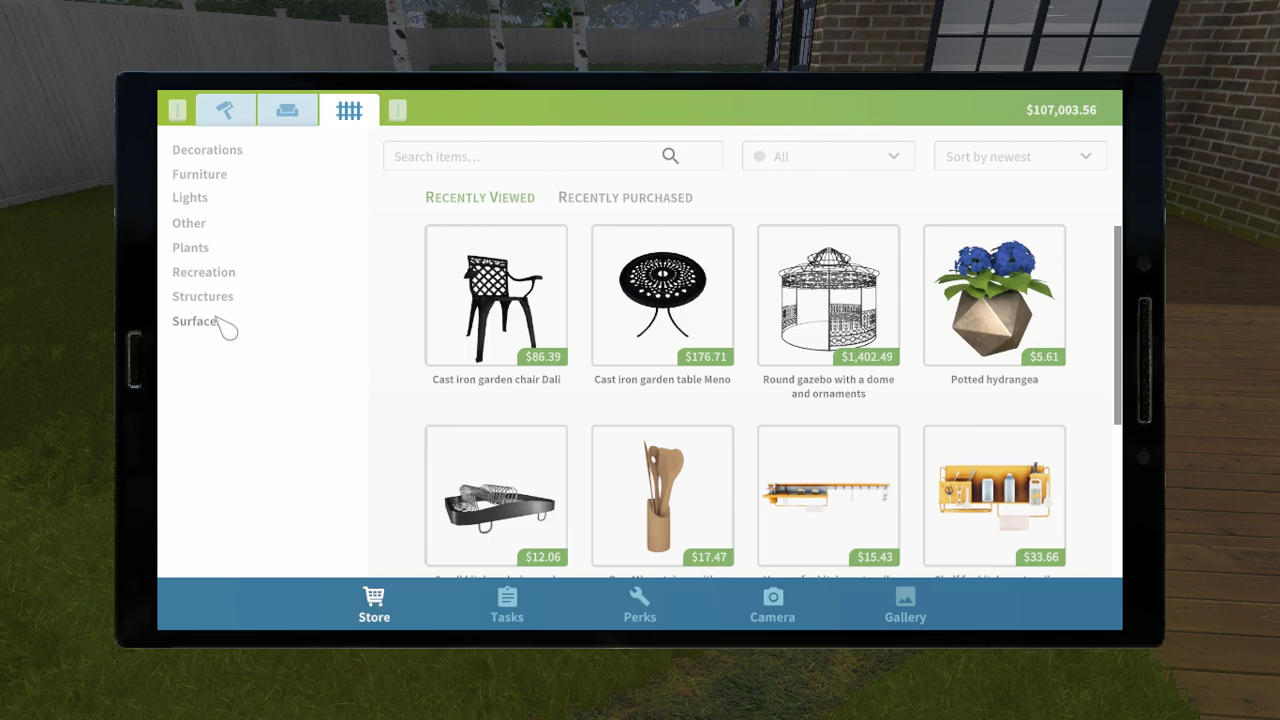 $107,003.56
Decorations
Furniture
Lights
Other
Plants
Recreation
Structures
Surface
Search items...
All
Sort by newest
RECENTLY VIEWED
RECENTLY PURCHASED
$86.39
$176.71
$1,402.49
$5.61
Cast iron garden chair Dali
Cast iron garden table Meno
Round gazebo with a dome
and ornaments
Potted hydrangea
$12.06
$17.47
$15.43
$33.66
Store
Tasks
Perks
Camera
Gallery